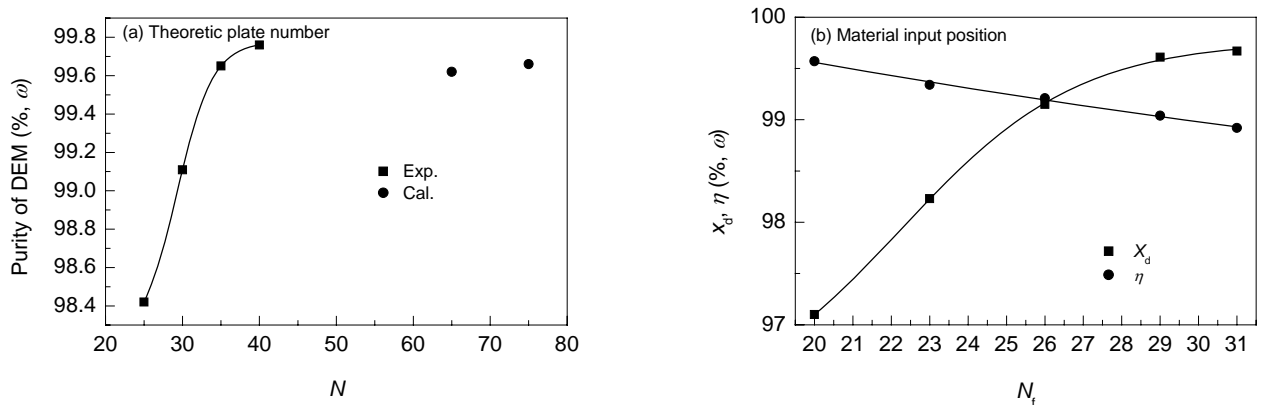 (a) Theoretic plate number
99.8
99.6
99.4
99.2
99.0
98.8
98.6
98.4
Purity of DEM (%, ω)
Exp.
Cal.
20 30 40 50 60 70 80
N
(b) Material input position
100
99
98
97
x_d, η (%, ω)
X_d
η
20 21 22 23 24 25 26 27 28 29 30 31
N_f